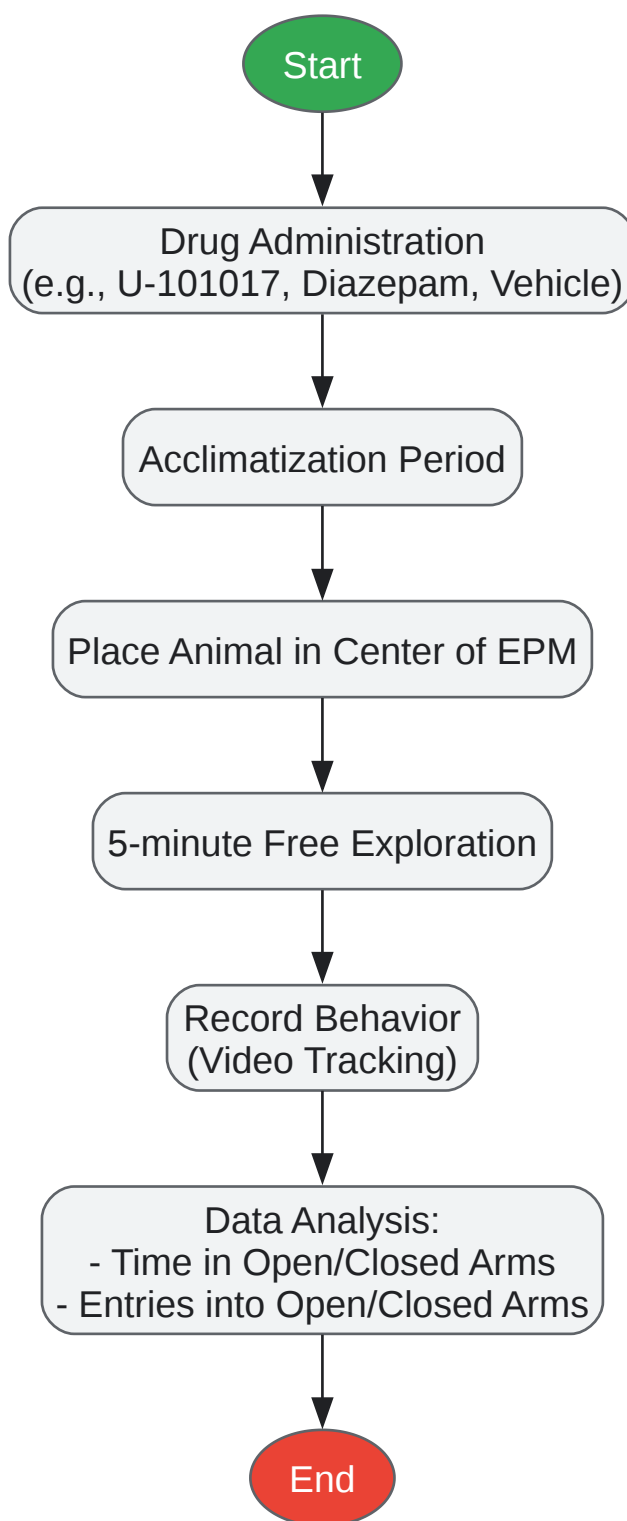 Start
Drug Administration
(e.g., U-101017, Diazepam, Vehicle)
Acclimatization Period
Place Animal in Center of EPM
5-minute Free Exploration
Record Behavior
(Video Tracking)
Data Analysis:
- Time in Open/Closed Arms
- Entries into Open/Closed Arms
End